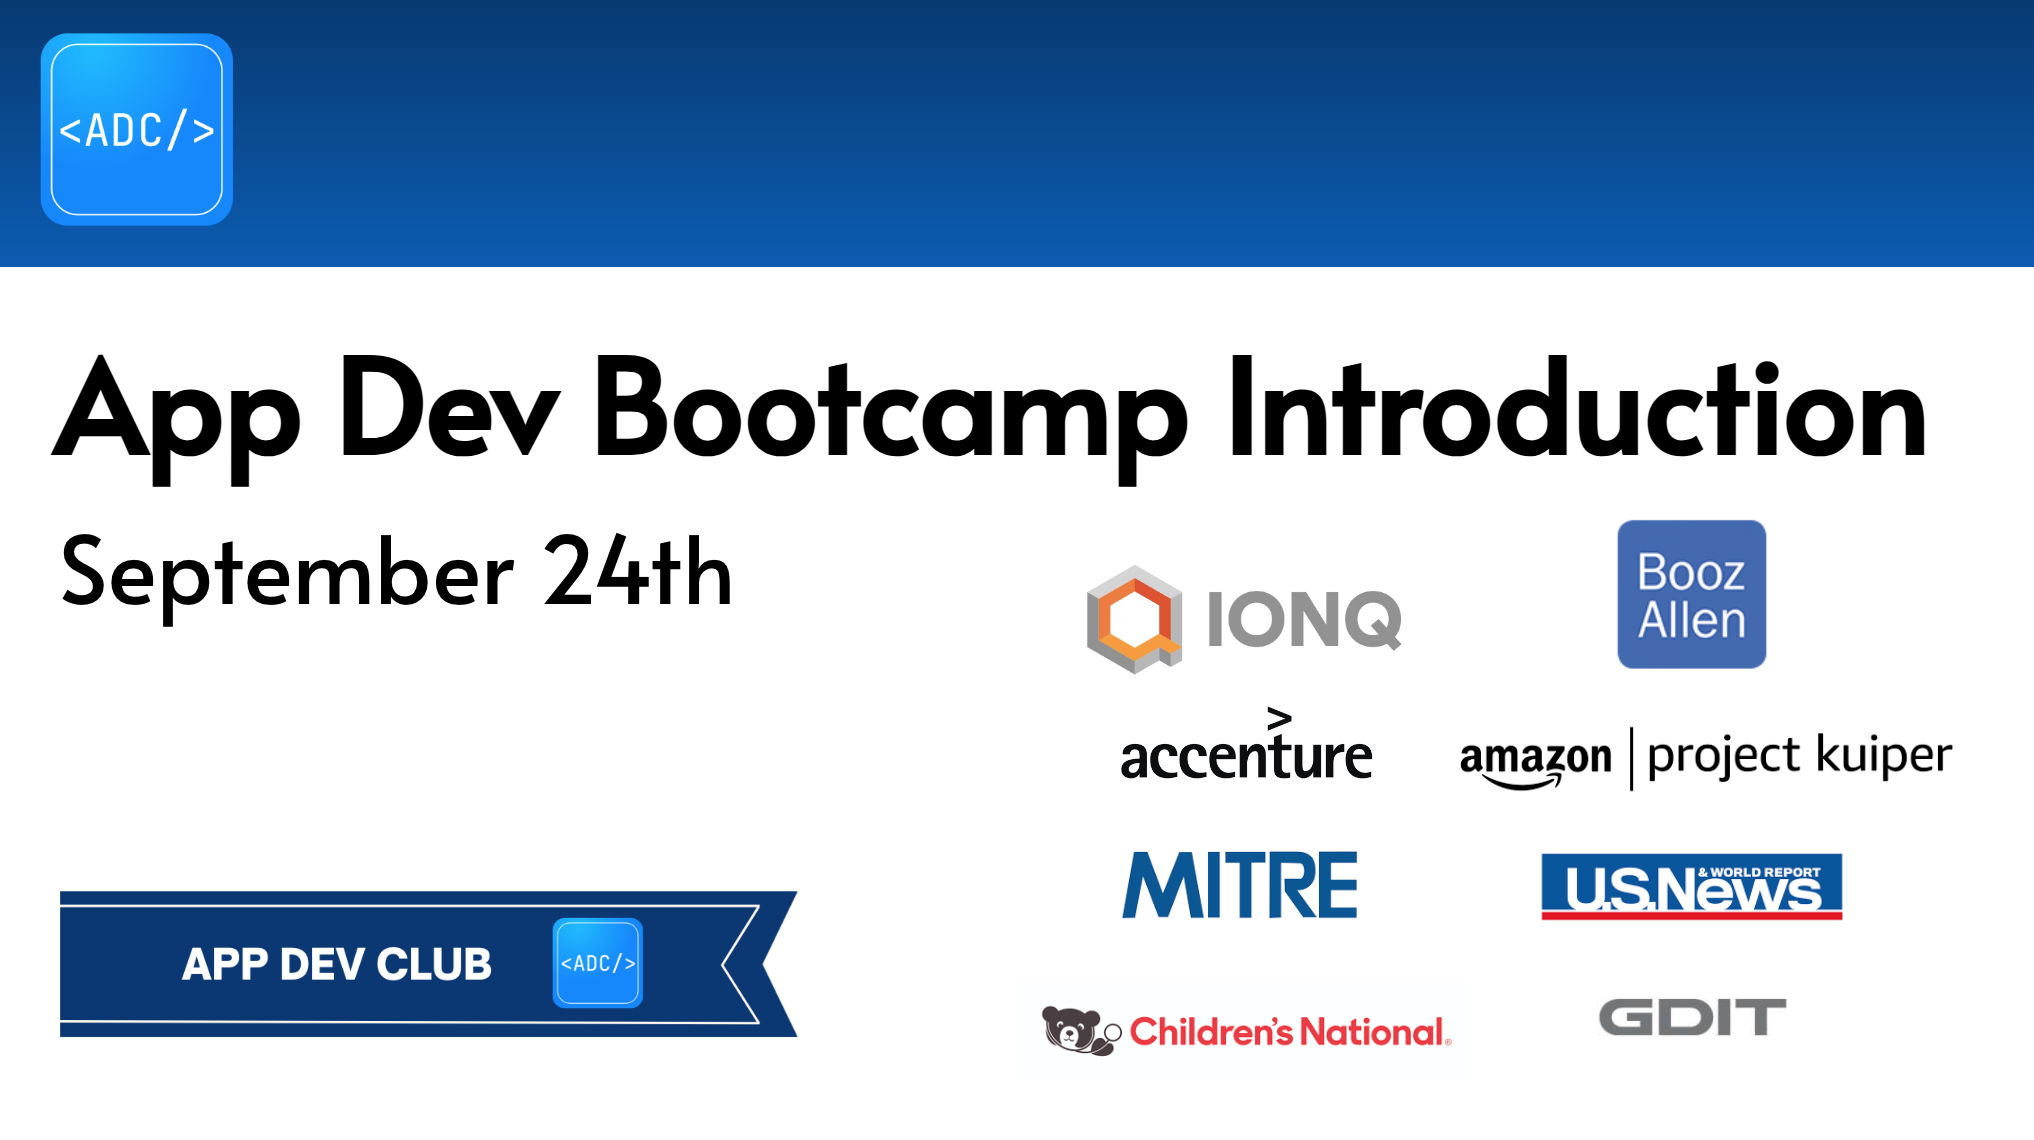 <ADC/>
App Dev Bootcamp Introduction
September 24th
IONQ
Booz
Allen
>
accenture
amazon | project kuiper
MITRE
U.S.News
& WORLD REPORT
APP DEV CLUB
<ADC/>
Children's National®
GDIT